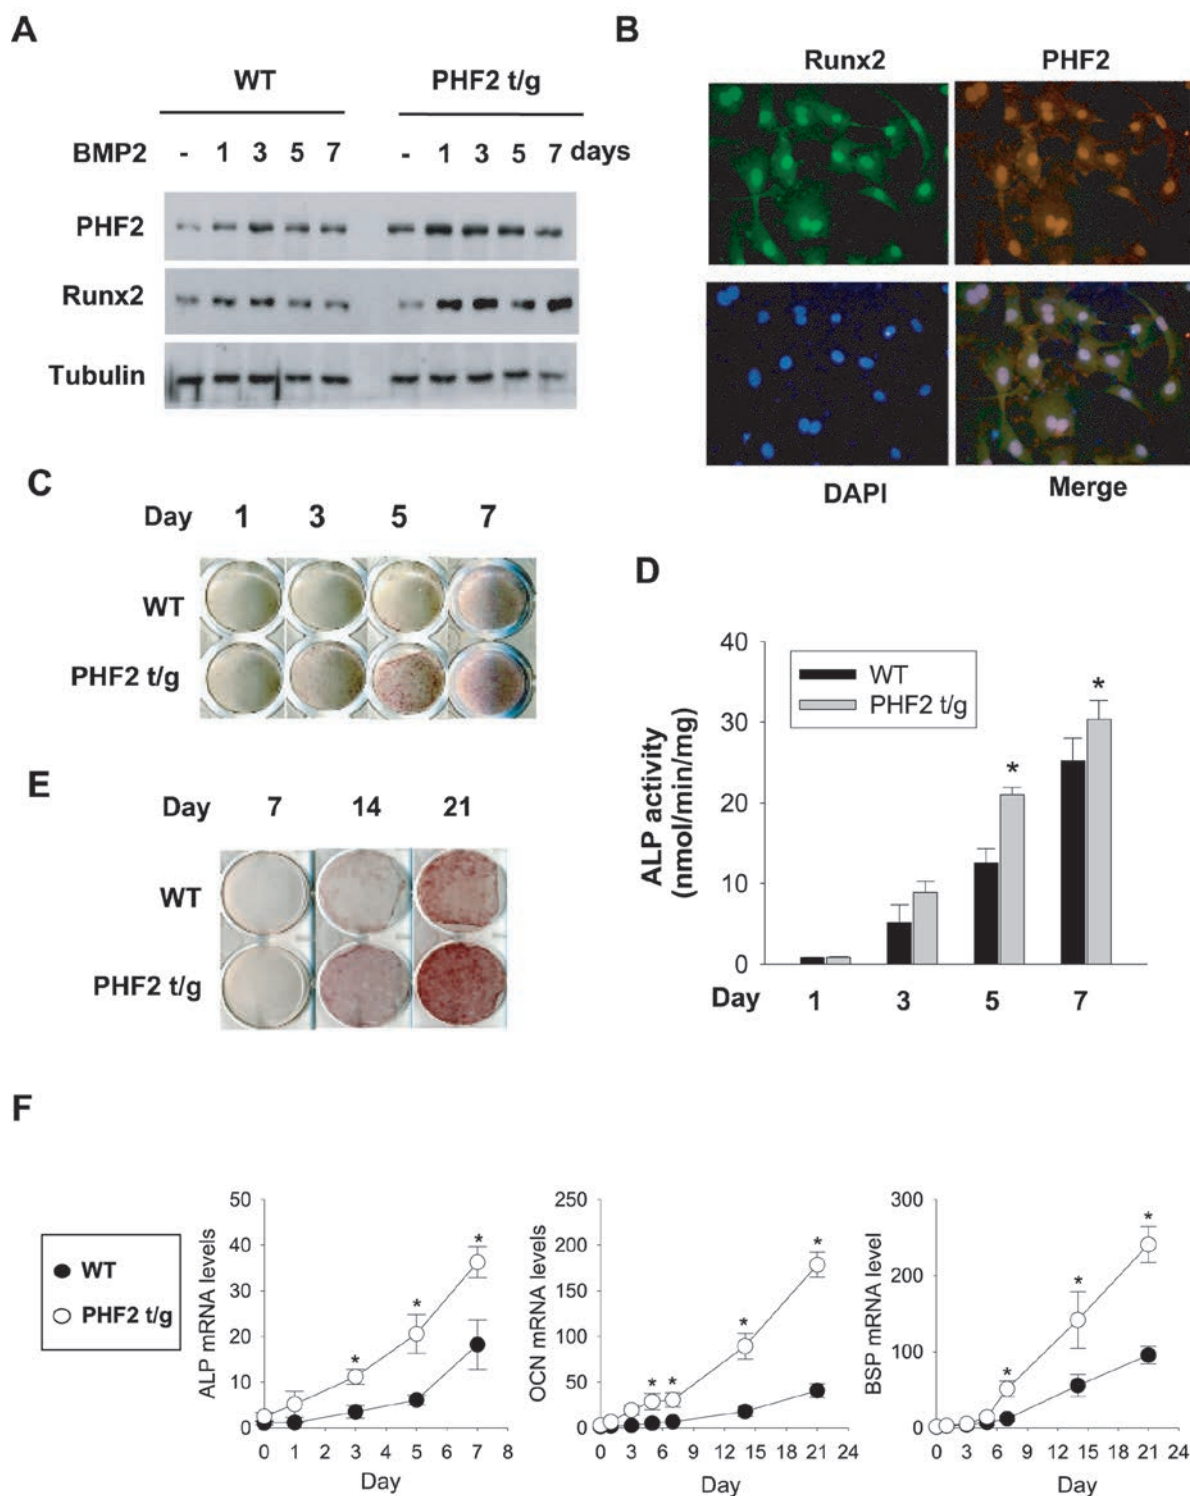 A
WT PHF2 t/g
BMP2 - 1 3 5 7 - 1 3 5 7 days
PHF2
Runx2
Tubulin
B
Runx2 PHF2
DAPI Merge
C
Day 1 3 5 7
WT
PHF2 t/g
D
ALP activity
(nmol/min/mg)
40
30
20
10
0
WT
PHF2 t/g
* *
Day 1 3 5 7
E
Day 7 14 21
WT
PHF2 t/g
F
WT
PHF2 t/g
ALP mRNA levels
50
40
30
20
10
0
* * *
0 1 2 3 4 5 6 7 8
Day
OCN mRNA levels
250
200
150
100
50
0
* * * *
0 3 6 9 12 15 18 21 24
Day
BSP mRNA level
300
200
100
0
* * *
0 3 6 9 12 15 18 21 24
Day